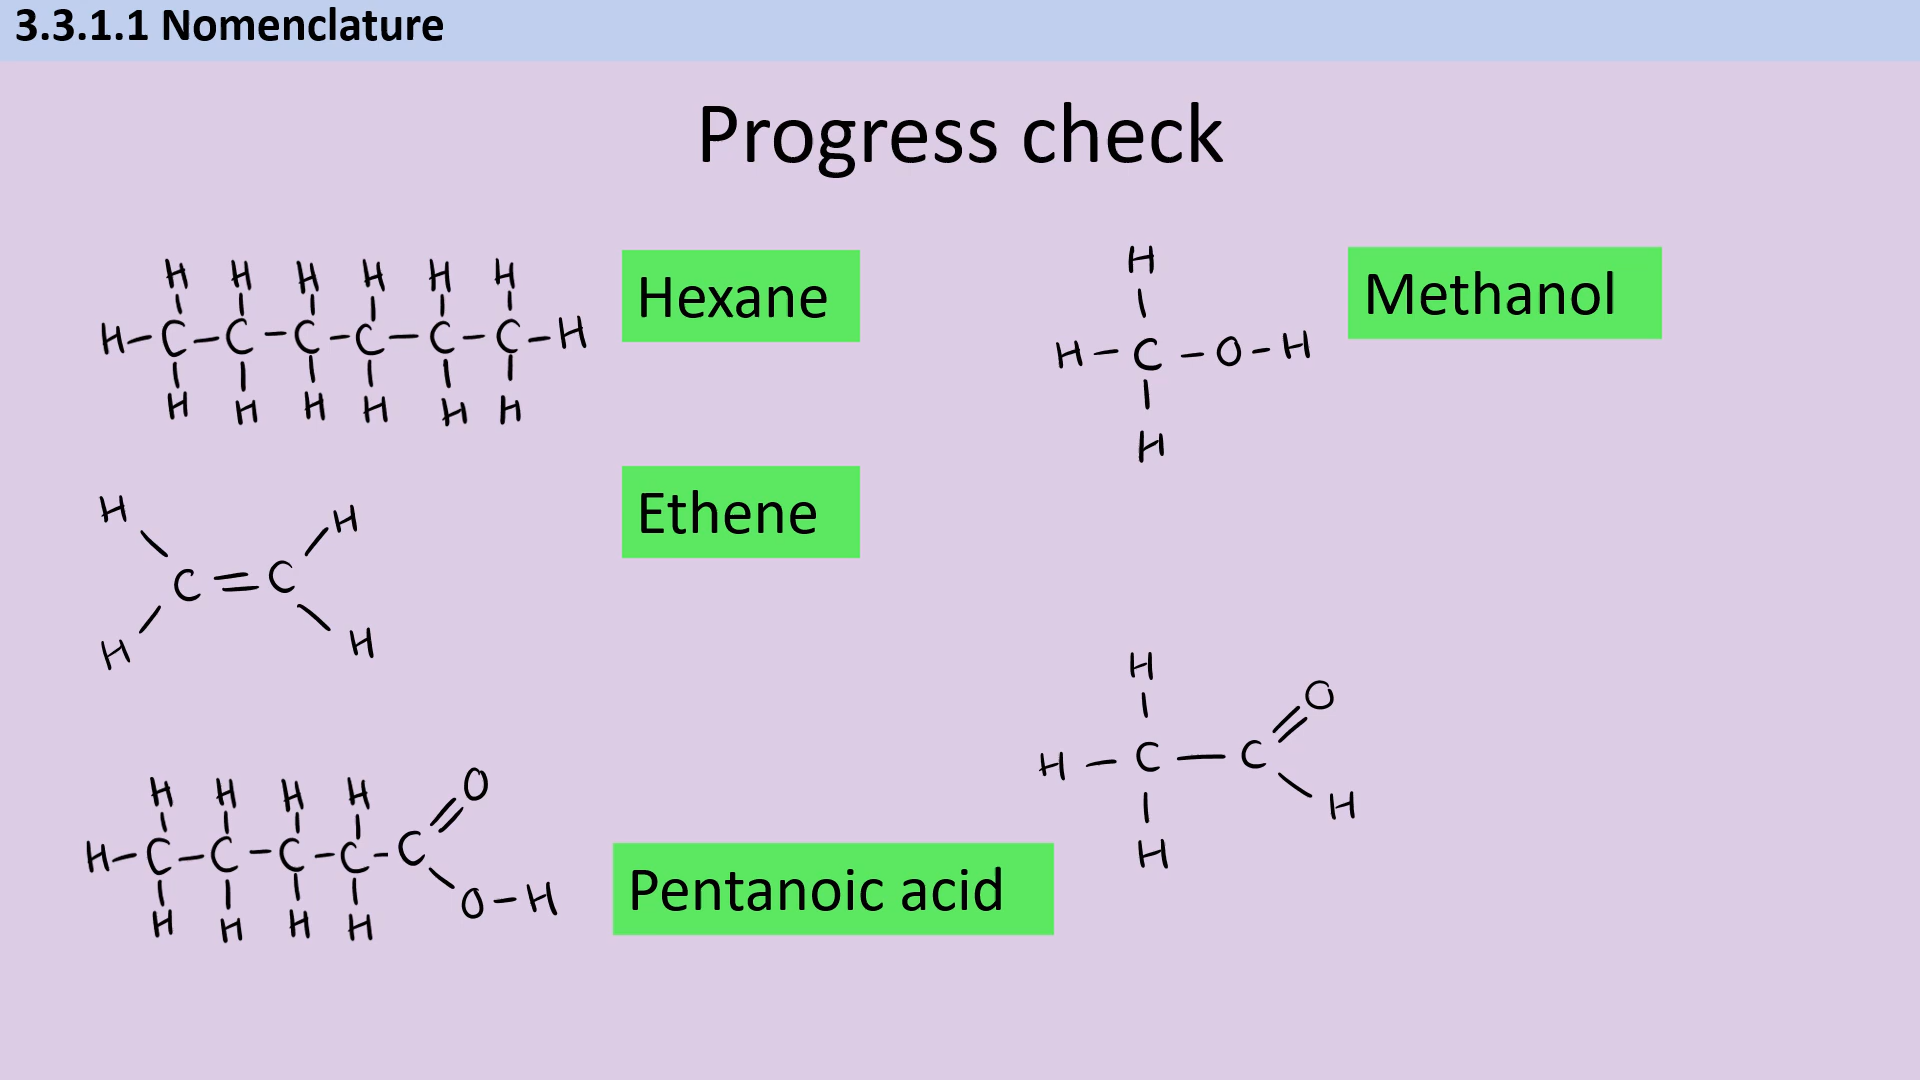 3.3.1.1 Nomenclature
Progress check
H H H H H H
H-C-C-C-C-C-C-H
H H H H H H
Hexane
H
H-C-O-H
H
Methanol
H H
C=C
H H
Ethene
H H H H O
H-C-C-C-C-C
O-H
H H H H
Pentanoic acid
H O
H-C-C
H
H